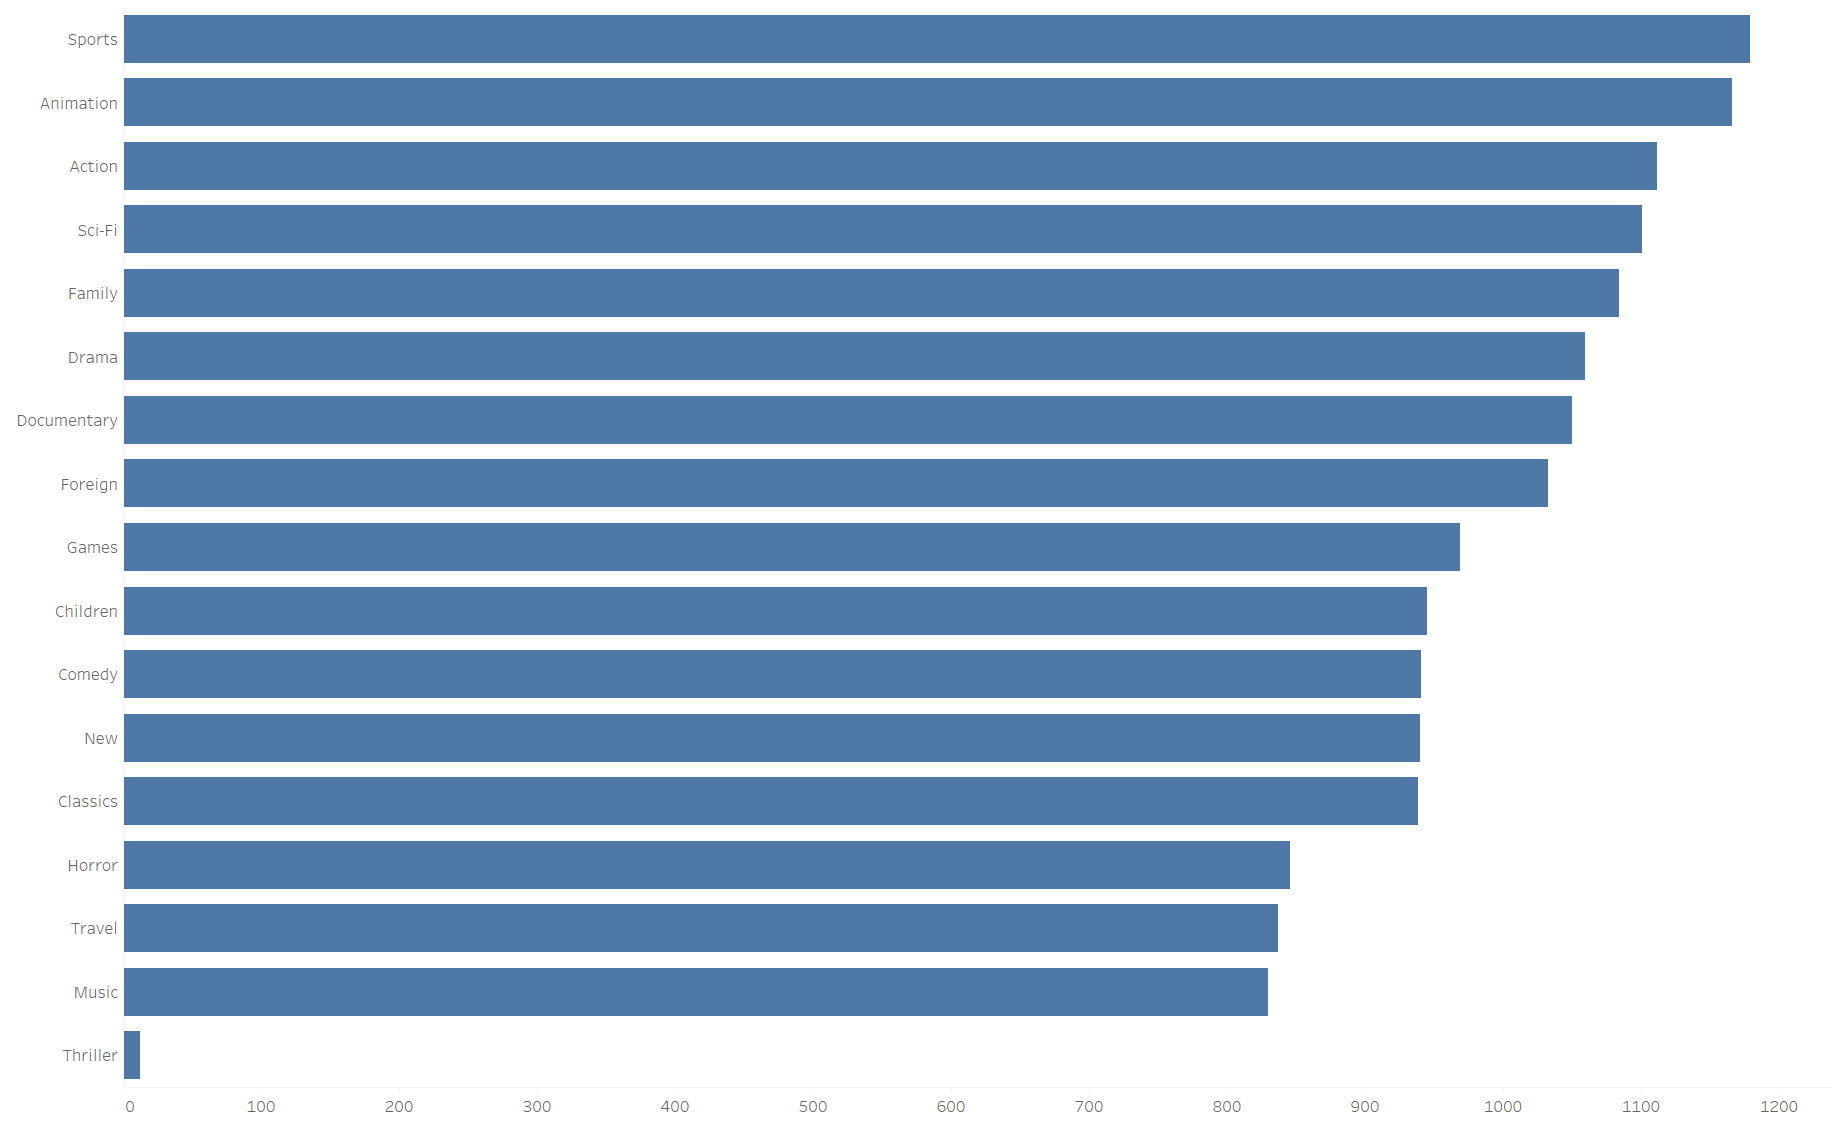 Sports
Animation
Action
Sci-Fi
Family
Drama
Documentary
Foreign
Games
Children
Comedy
New
Classics
Horror
Travel
Music
Thriller
0 100 200 300 400 500 600 700 800 900 1000 1100 1200